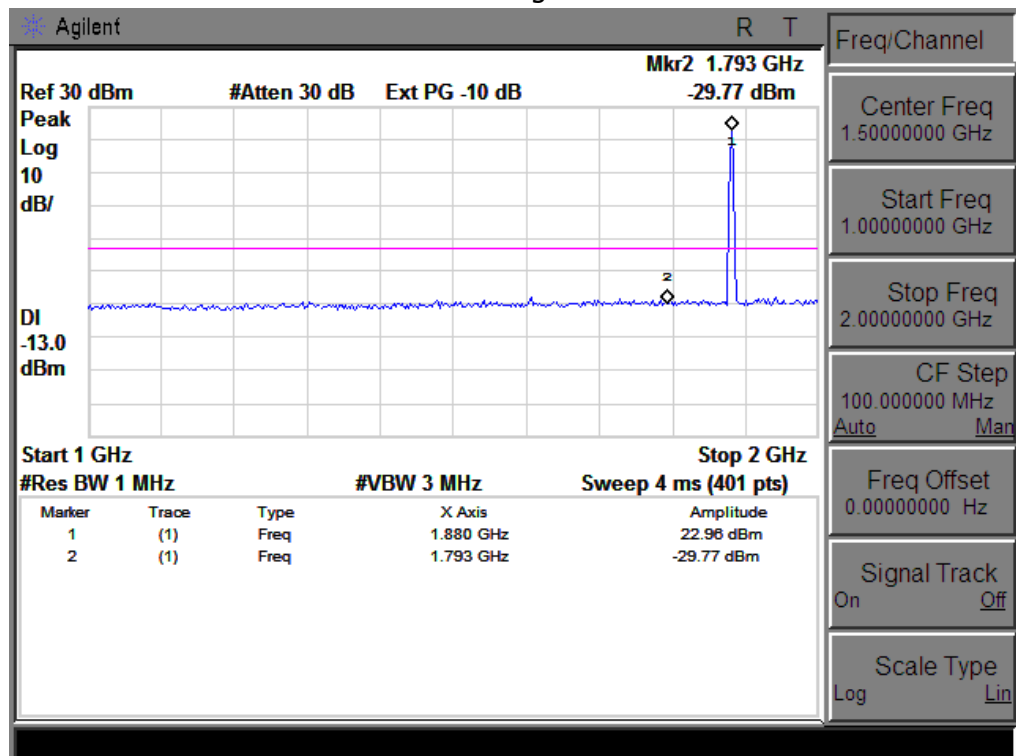 Agilent R T
Mkr2 1.793 GHz
Ref 30 dBm #Atten 30 dB Ext PG -10 dB -29.77 dBm
Peak
Log
10
dB/
1
2
DI
-13.0
dBm
Start 1 GHz Stop 2 GHz
#Res BW 1 MHz #VBW 3 MHz Sweep 4 ms (401 pts)
Marker Trace Type X Axis Amplitude
1 (1) Freq 1.880 GHz 22.96 dBm
2 (1) Freq 1.793 GHz -29.77 dBm
Freq/Channel
Center Freq
1.50000000 GHz
Start Freq
1.00000000 GHz
Stop Freq
2.00000000 GHz
CF Step
100.000000 MHz
Auto Man
Freq Offset
0.00000000 Hz
Signal Track
On Off
Scale Type
Log Lin